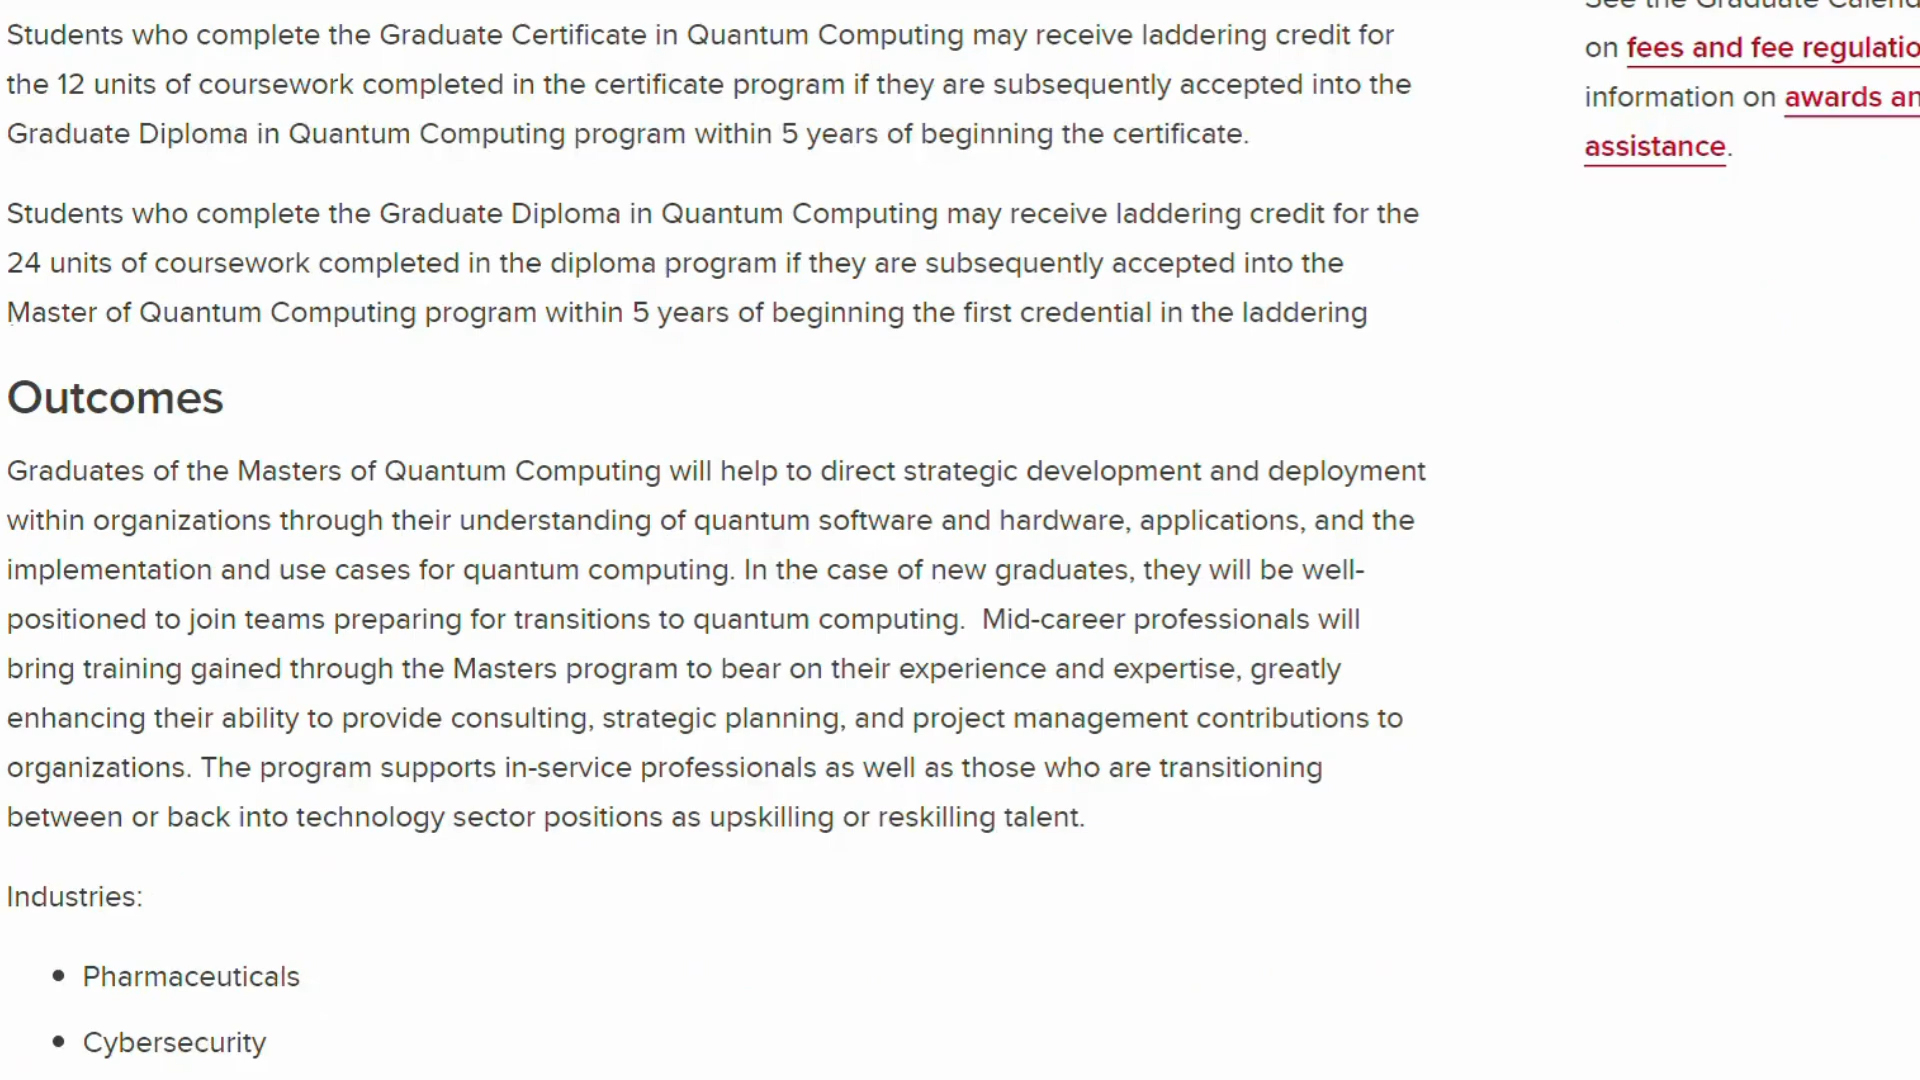 Students who complete the Graduate Certificate in Quantum Computing may receive laddering credit for
the 12 units of coursework completed in the certificate program if they are subsequently accepted into the
Graduate Diploma in Quantum Computing program within 5 years of beginning the certificate.
Students who complete the Graduate Diploma in Quantum Computing may receive laddering credit for the
24 units of coursework completed in the diploma program if they are subsequently accepted into the
Master of Quantum Computing program within 5 years of beginning the first credential in the laddering
Outcomes
Graduates of the Masters of Quantum Computing will help to direct strategic development and deployment
within organizations through their understanding of quantum software and hardware, applications, and the
implementation and use cases for quantum computing. In the case of new graduates, they will be well-
positioned to join teams preparing for transitions to quantum computing.  Mid-career professionals will
bring training gained through the Masters program to bear on their experience and expertise, greatly
enhancing their ability to provide consulting, strategic planning, and project management contributions to
organizations. The program supports in-service professionals as well as those who are transitioning
between or back into technology sector positions as upskilling or reskilling talent.
Industries:
• Pharmaceuticals
• Cybersecurity
See the Graduate
on fees and fee
information on awards
assistance.